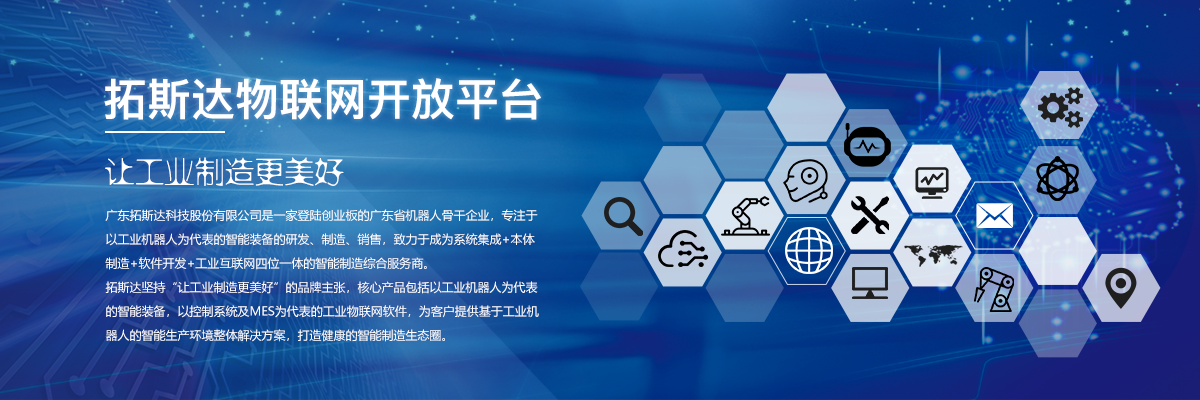 拓斯达物联网开放平台
让工业制造更美好
广东拓斯达科技股份有限公司是一家登陆创业板的广东省机器人骨干企业，专注于
以工业机器人为代表的智能装备的研发、制造、销售，致力于成为系统集成+本体
制造+软件开发+工业互联网四位一体的智能制造综合服务商。
拓斯达坚持“让工业制造更美好”的品牌主张，核心产品包括以工业机器人为代表
的智能装备，以控制系统及MES为代表的工业物联网软件，为客户提供基于工业机
器人的智能生产环境整体解决方案，打造健康的智能制造生态圈。